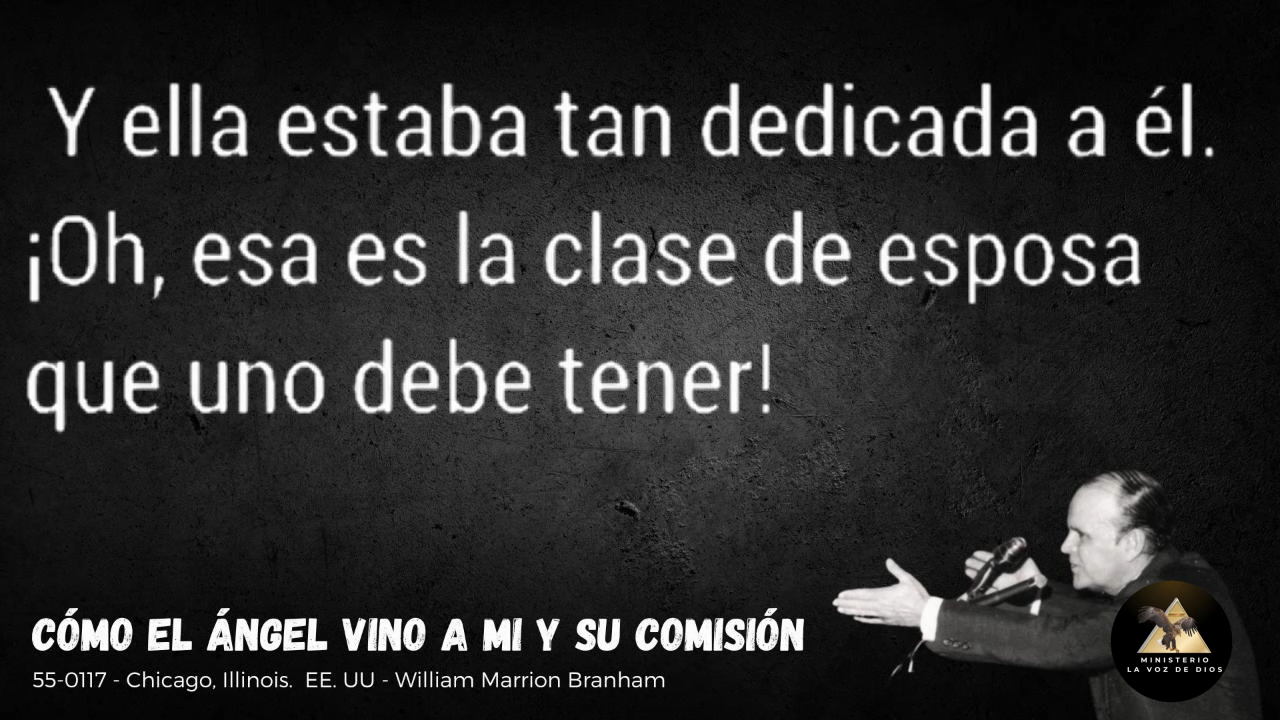 Y ella estaba tan dedicada a él.
¡Oh, esa es la clase de esposa
que uno debe tener!
CÓMO EL ÁNGEL VINO A MI Y SU COMISIÓN
55-0117 - Chicago, Illinois. EE. UU - William Marrion Branham
MINISTERIO
LA VOZ DE DIOS